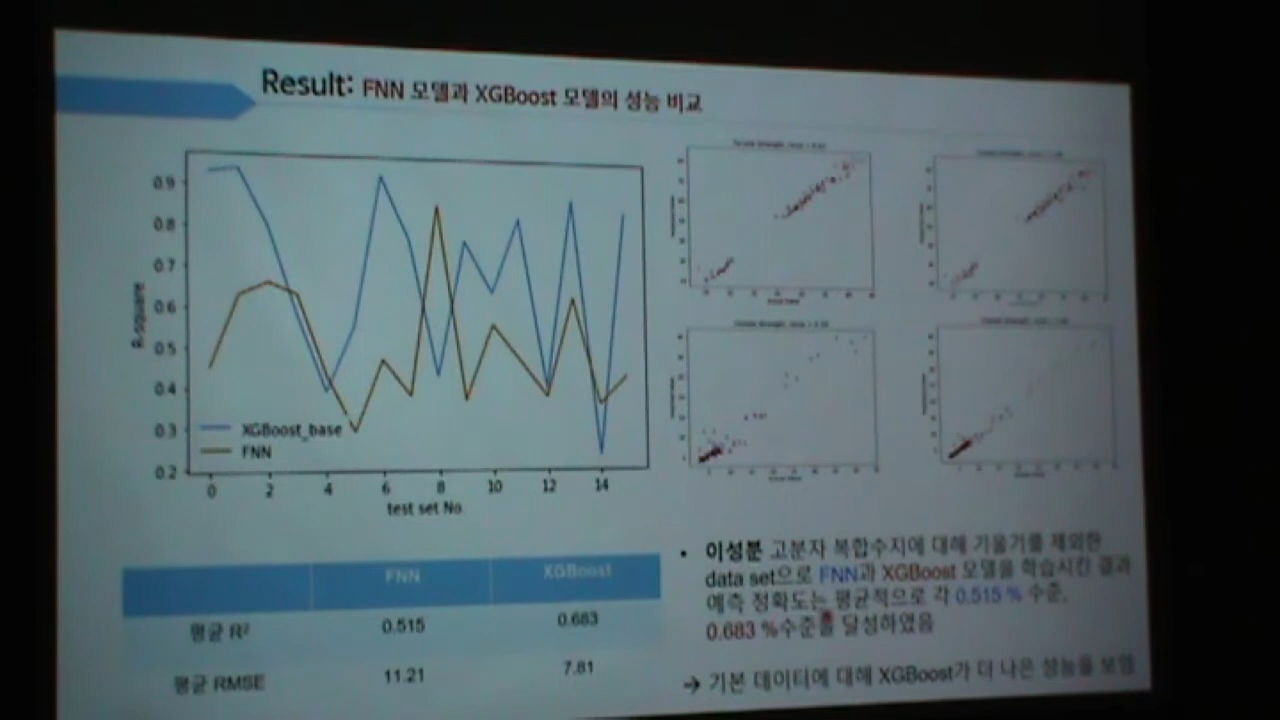 Result: FNN 모델과 XGBoost 모델의 성능 비교
0.9
0.8
0.7
0.6
0.5
0.4
0.3
0.2
R-square
XGBoost_base
FNN
0 2 4 6 8 10 12 14
test set No.
FNN XGBoost
평균 R² 0.515 0.683
평균 RMSE 11.21 7.81
• 이성분 고분자 복합수지에 대해 기울기를 제외한
data set으로 FNN과 XGBoost 모델을 학습시킨 결과
예측 정확도는 평균적으로 각 0.515 % 수준,
0.683 %수준을 달성하였음
→ 기본 데이터에 대해 XGBoost가 더 나은 성능을 보임